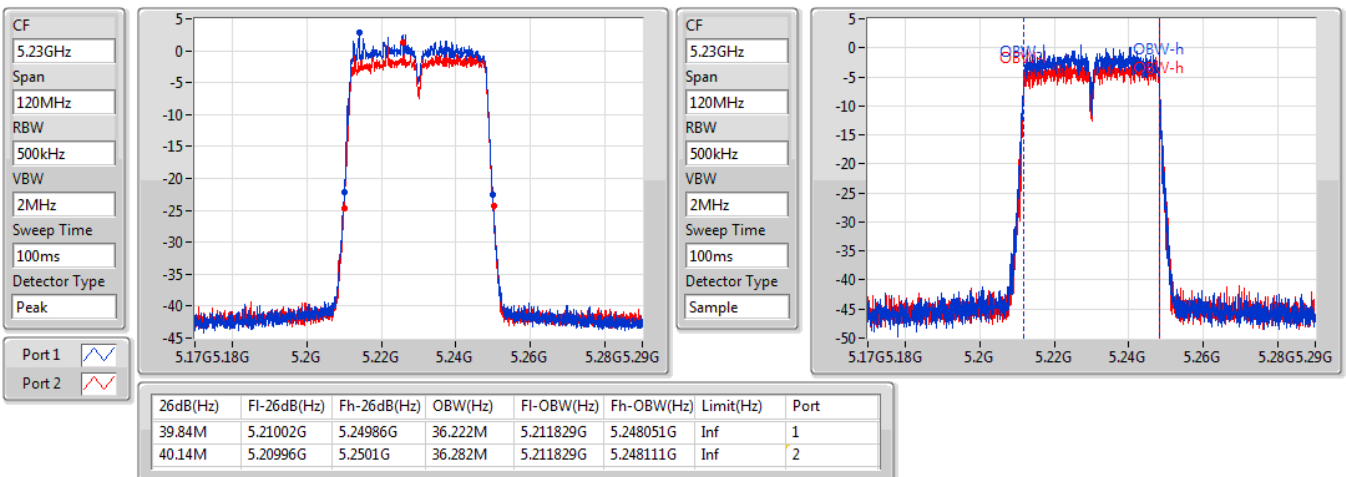 CF
5.23GHz
Span
120MHz
RBW
500kHz
VBW
2MHz
Sweep Time
100ms
Detector Type
Peak
Port 1
Port 2
5
0
-5
-10
-15
-20
-25
-30
-35
-40
-45
5.17G 5.18G 5.2G 5.22G 5.24G 5.26G 5.28G 5.29G
CF
5.23GHz
Span
120MHz
RBW
500kHz
VBW
2MHz
Sweep Time
100ms
Detector Type
Sample
5
0
-5
-10
-15
-20
-25
-30
-35
-40
-45
-50
OBW-h
OBW-h
5.17G 5.18G 5.2G 5.22G 5.24G 5.26G 5.28G 5.29G
26dB(Hz) Fl-26dB(Hz) Fh-26dB(Hz) OBW(Hz) Fl-OBW(Hz) Fh-OBW(Hz) Limit(Hz) Port
39.84M 5.21002G 5.24986G 36.222M 5.211829G 5.248051G Inf 1
40.14M 5.20996G 5.2501G 36.282M 5.211829G 5.248111G Inf 2